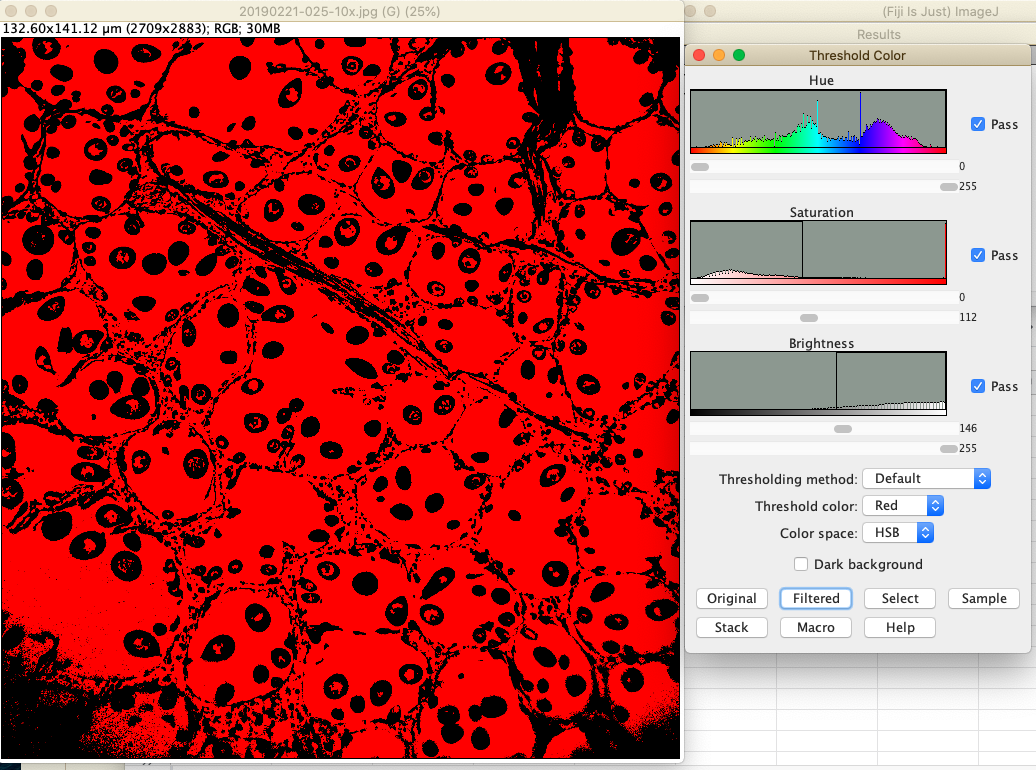 20190221-025-10x.jpg (G) (25%)
(Fiji Is Just) ImageJ
132.60x141.12 µm (2709x2883); RGB; 30MB
Results
Threshold Color
Hue
Pass
0
255
Saturation
Pass
0
112
Brightness
Pass
146
255
Thresholding method: Default
Threshold color: Red
Color space: HSB
Dark background
Original Filtered Select Sample
Stack Macro Help